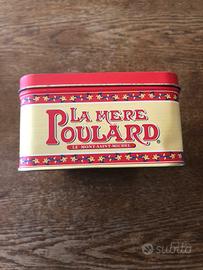 LA MERE
POULARD
LE MONT-SAINT-MICHEL
subito